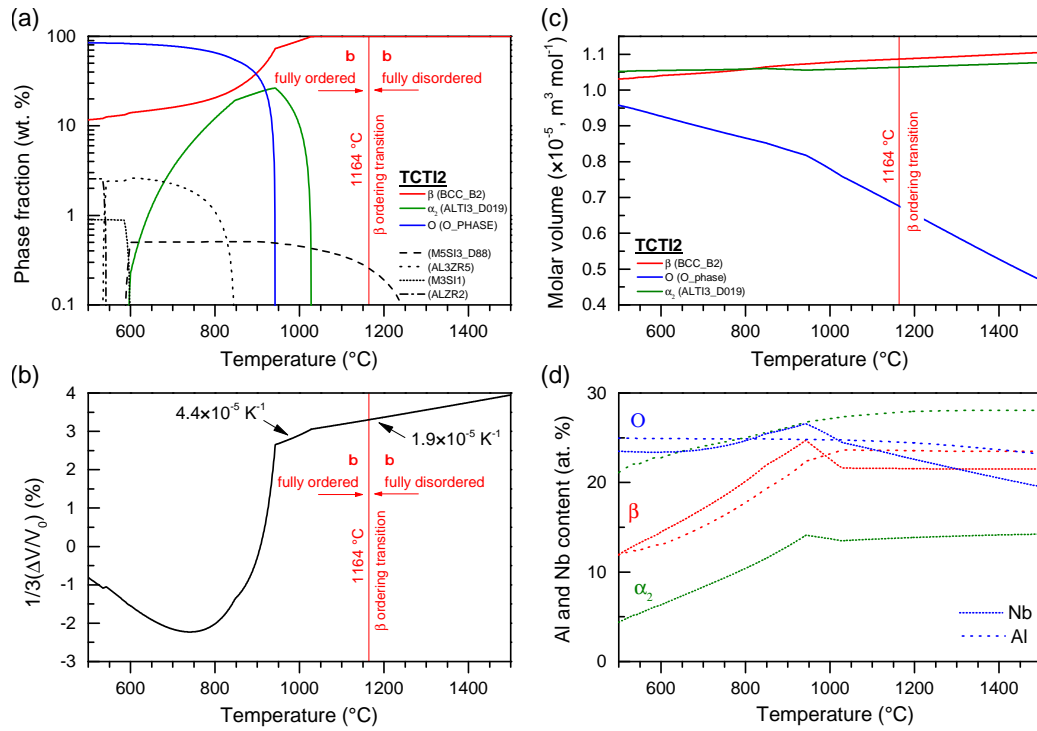 (a)
100
10
1
0.1
Phase fraction (wt. %)
b
b
fully ordered
fully disordered
1164 °C
β ordering transition
TCTI2
β (BCC_B2)
α2 (ALTI3_D019)
O (O_PHASE)
(M5SI3_D88)
(AL3ZR5)
(M3SI1)
(ALZR2)
600 800 1000 1200 1400
Temperature (°C)
(c)
1.1
1.0
0.9
0.8
0.7
0.6
0.5
0.4
Molar volume (×10-5, m3 mol-1)
1164 °C
β ordering transition
TCTI2
β (BCC_B2)
O (O_phase)
α2 (ALTI3_D019)
600 800 1000 1200 1400
Temperature (°C)
(b)
4
3
2
1
0
-1
-2
-3
1/3(ΔV/V0) (%)
4.4×10-5 K-1
1.9×10-5 K-1
b
b
fully ordered
fully disordered
1164 °C
β ordering transition
600 800 1000 1200 1400
Temperature (°C)
(d)
30
20
10
0
Al and Nb content (at. %)
O
β
α2
Nb
Al
600 800 1000 1200 1400
Temperature (°C)